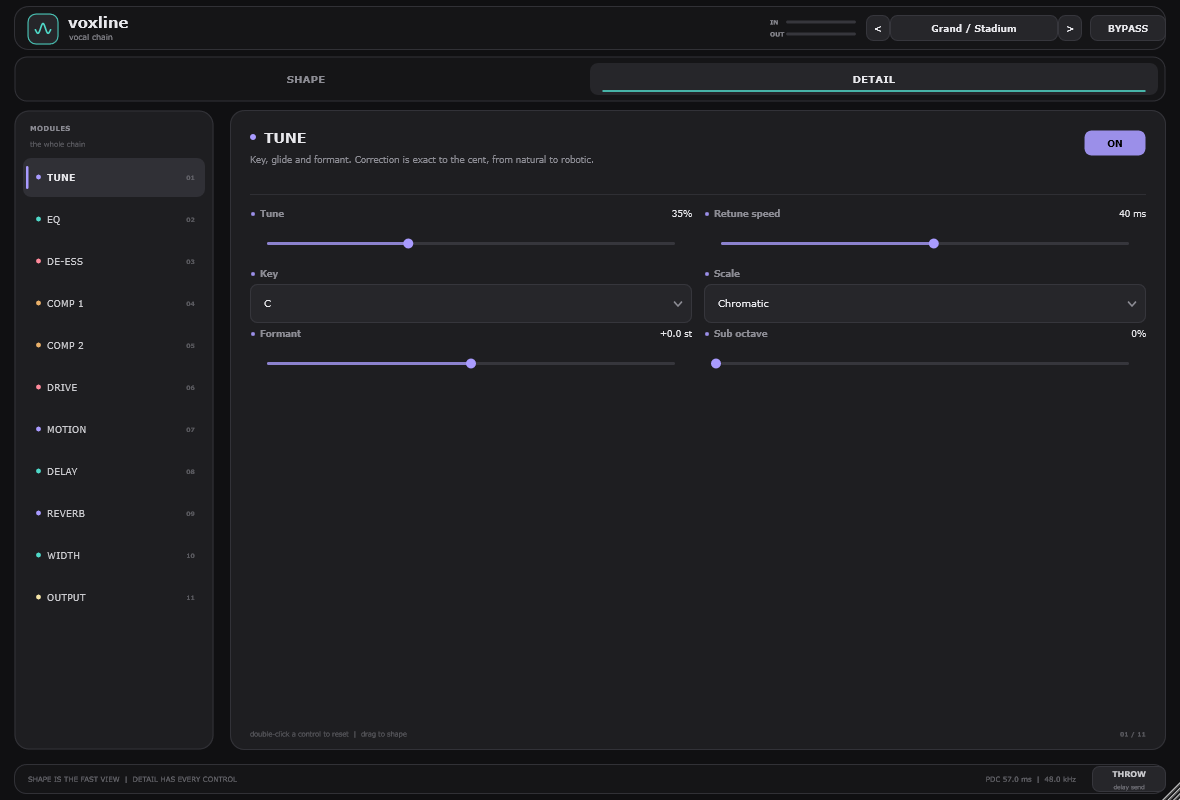 voxline
vocal chain
IN
OUT
<
Grand / Stadium
>
BYPASS
SHAPE
DETAIL
MODULES
the whole chain
TUNE 01
EQ 02
DE-ESS 03
COMP 1 04
COMP 2 05
DRIVE 06
MOTION 07
DELAY 08
REVERB 09
WIDTH 10
OUTPUT 11
TUNE
ON
Key, glide and formant. Correction is exact to the cent, from natural to robotic.
Tune 35%
Retune speed 40 ms
Key
Scale
C
Chromatic
Formant +0.0 st
Sub octave 0%
double-click a control to reset | drag to shape
01 / 11
SHAPE IS THE FAST VIEW | DETAIL HAS EVERY CONTROL
PDC 57.0 ms | 48.0 kHz
THROW
delay send